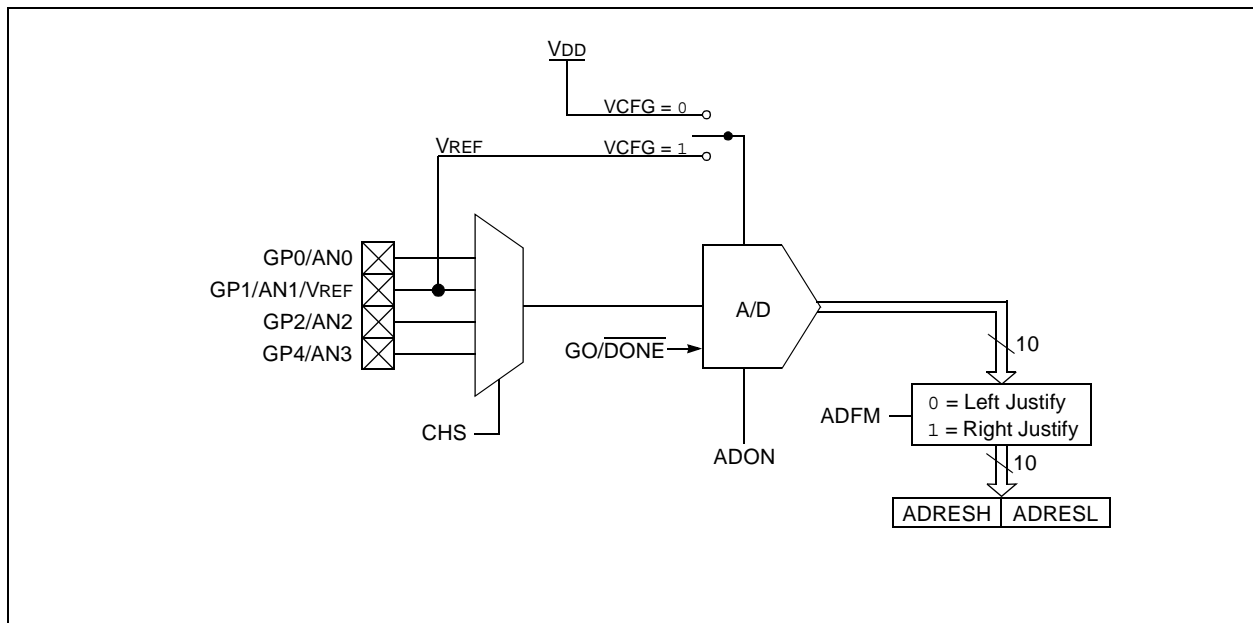 VDD
VCFG = 0
VREF
VCFG = 1
GP0/AN0
GP1/AN1/VREF
GP2/AN2
GP4/AN3
A/D
GO/DONE
10
CHS
ADON
ADFM
0 = Left Justify
1 = Right Justify
10
ADRESH ADRESL